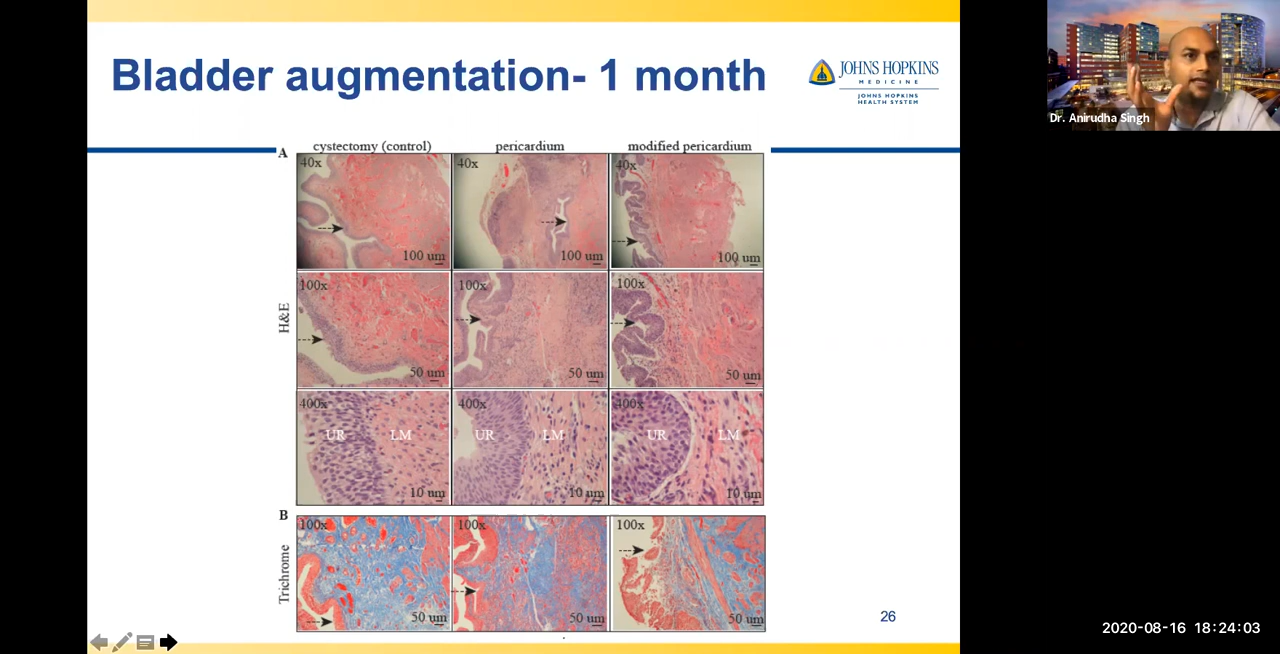 Bladder augmentation- 1 month
JOHNS HOPKINS
MEDICINE
JOHNS HOPKINS
HEALTH SYSTEM
Dr. Anirudha Singh
A
cystectomy (control)
pericardium
modified pericardium
40x
40x
40x
100 um
100 um
100 um
H&E
100x
100x
100x
50 um
50 um
50 um
400x
400x
400x
UR LM
UR LM
UR LM
10 um
10 um
10 um
B
Trichrome
100x
100x
100x
50 um
50 um
50 um
26
2020-08-16 18:24:03